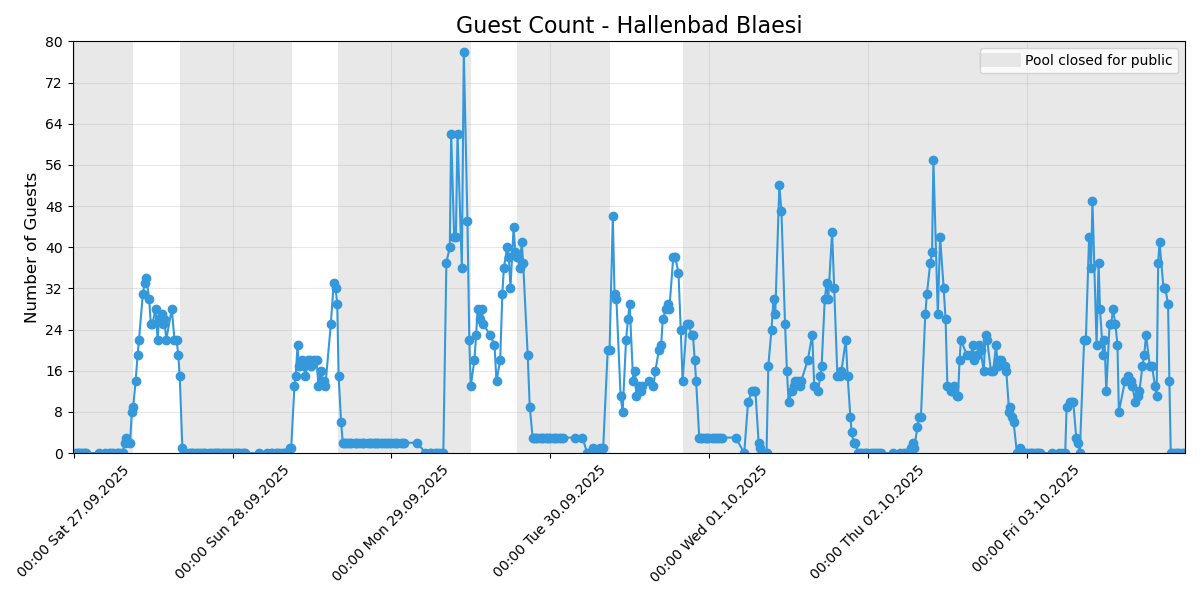 Guest Count - Hallenbad Blaesi
Pool closed for public
Number of Guests
80
72
64
56
48
40
32
24
16
8
0
00:00 Sat 27.09.2025
00:00 Sun 28.09.2025
00:00 Mon 29.09.2025
00:00 Tue 30.09.2025
00:00 Wed 01.10.2025
00:00 Thu 02.10.2025
00:00 Fri 03.10.2025